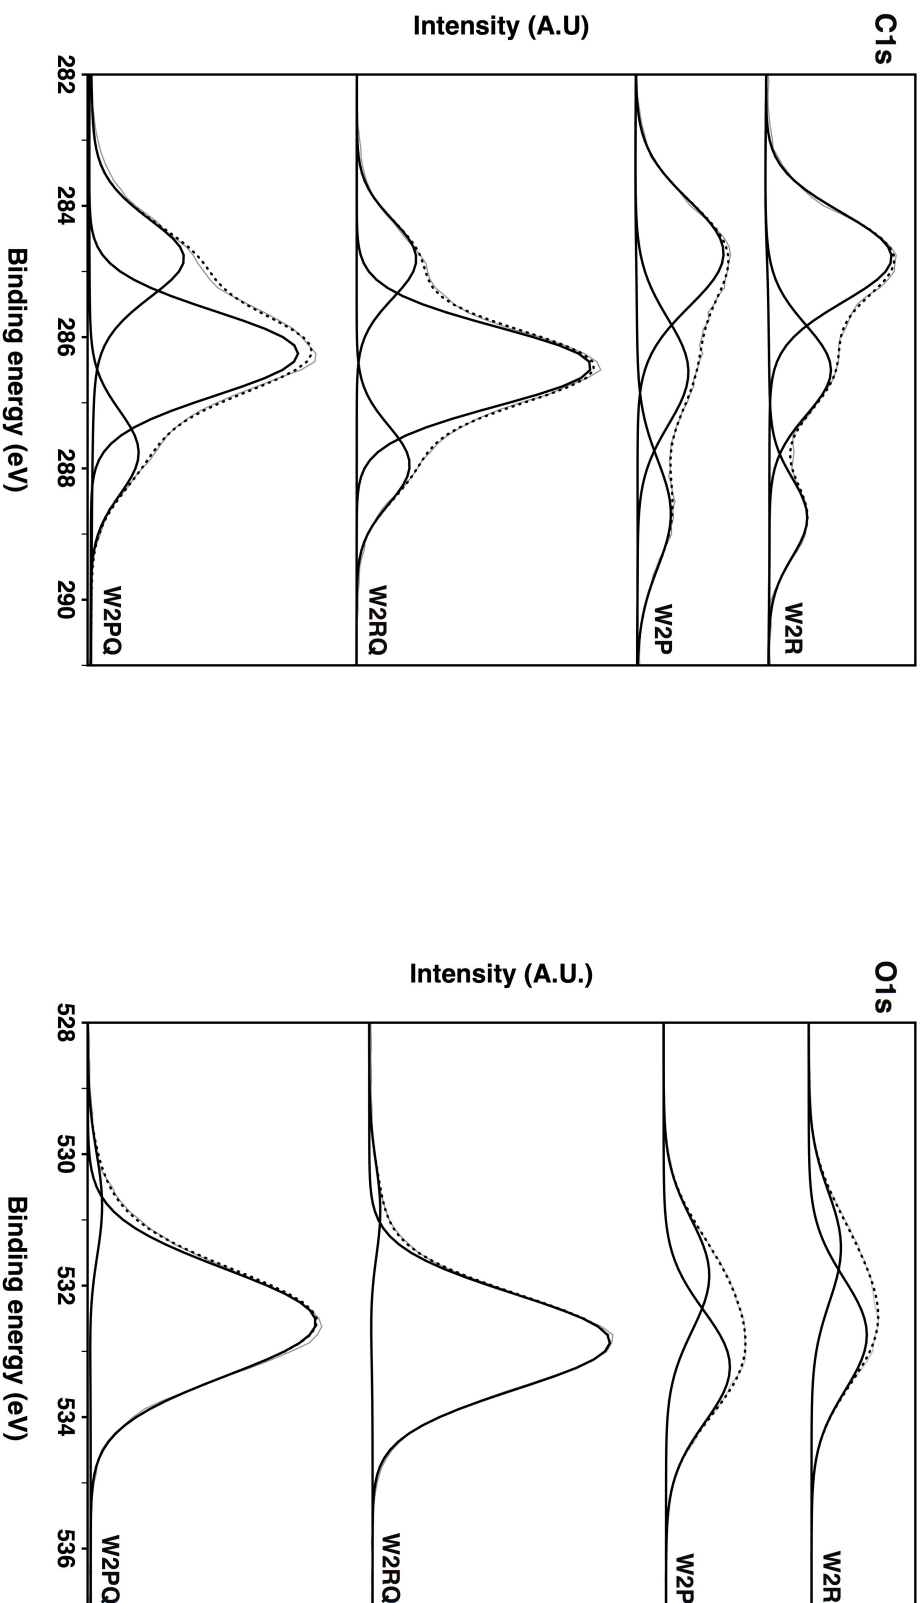 C1s
Intensity (A.U)
W2R
W2P
W2RQ
W2PQ
282
284
286
288
290
Binding energy (eV)
O1s
Intensity (A.U.)
W2R
W2P
W2RQ
W2PQ
528
530
532
534
536
Binding energy (eV)